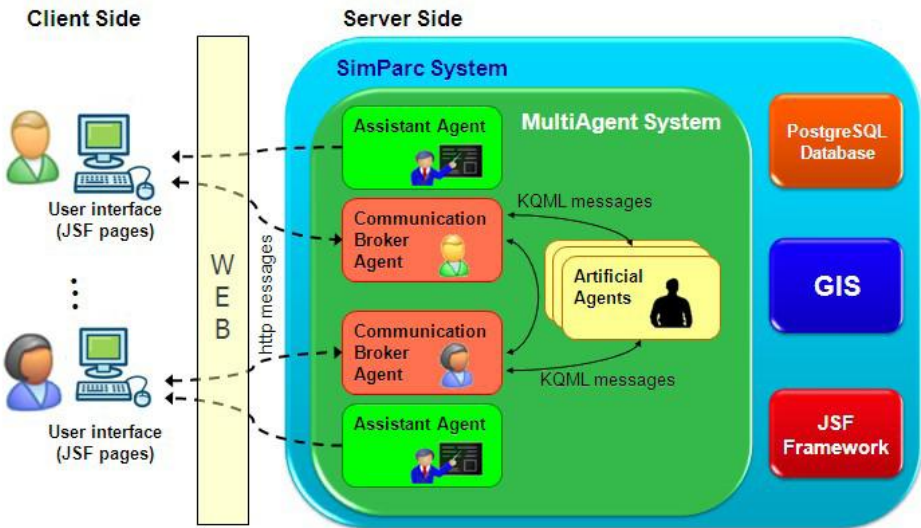 Client Side
Server Side
SimParc System
MultiAgent System
Assistant Agent
User interface
(JSF pages)
Communication
Broker
Agent
KQML messages
WEB
http messages
Artificial
Agents
Communication
Broker
Agent
KQML messages
User interface
(JSF pages)
Assistant Agent
PostgreSQL
Database
GIS
JSF
Framework